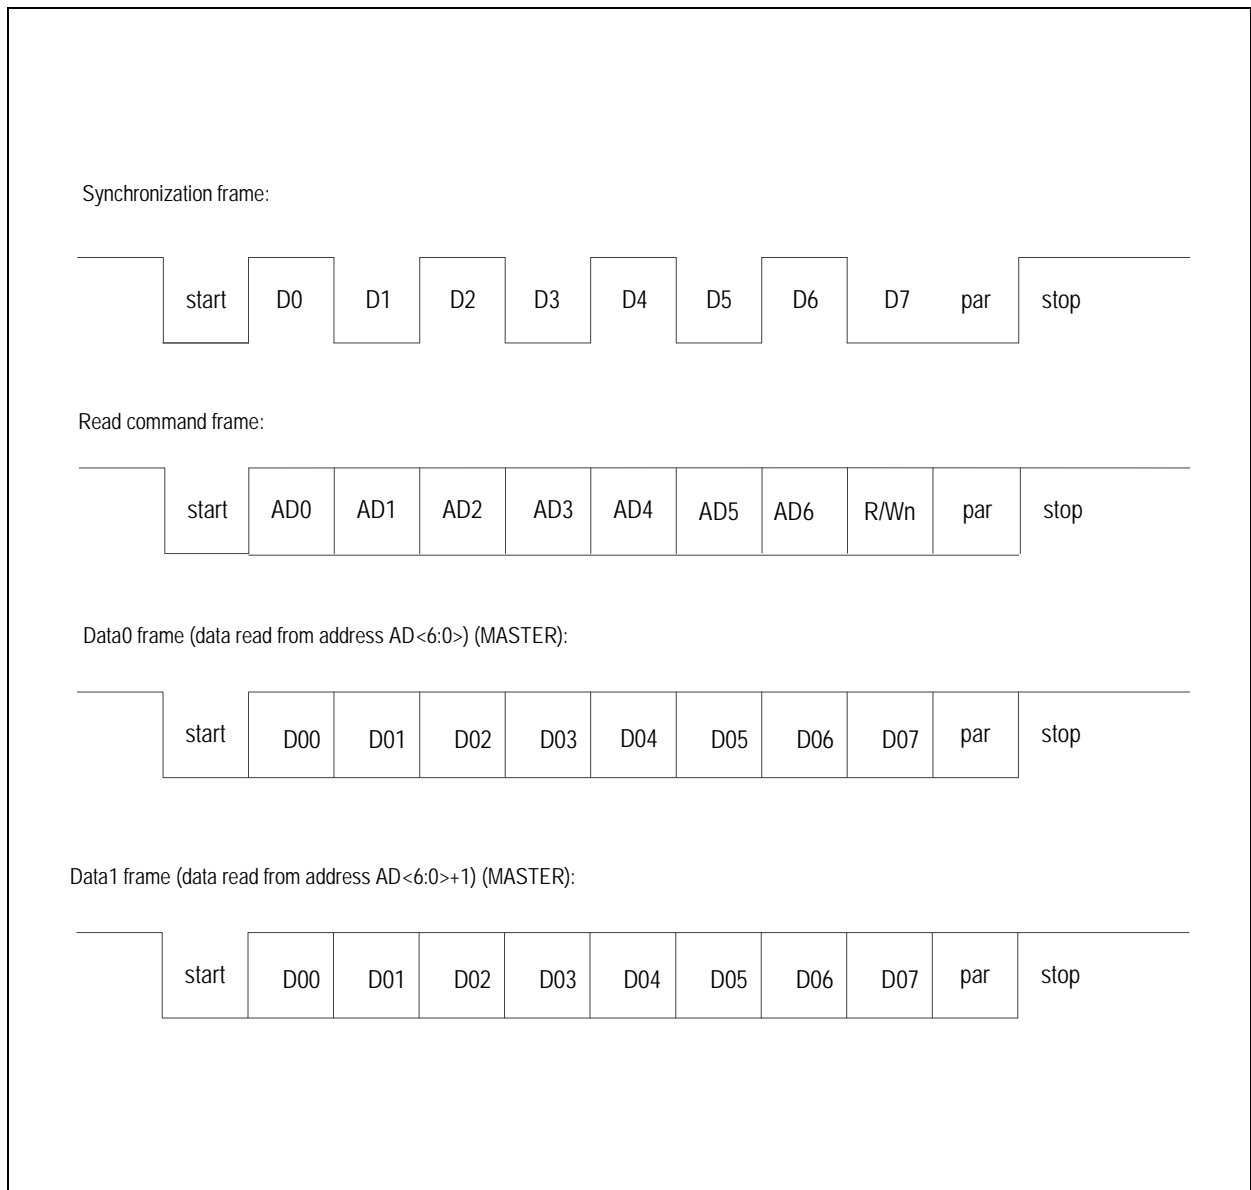 Synchronization frame:
start D0 D1 D2 D3 D4 D5 D6 D7 par stop
Read command frame:
start AD0 AD1 AD2 AD3 AD4 AD5 AD6 R/Wn par stop
Data0 frame (data read from address AD<6:0>) (MASTER):
start D00 D01 D02 D03 D04 D05 D06 D07 par stop
Data1 frame (data read from address AD<6:0>+1) (MASTER):
start D00 D01 D02 D03 D04 D05 D06 D07 par stop